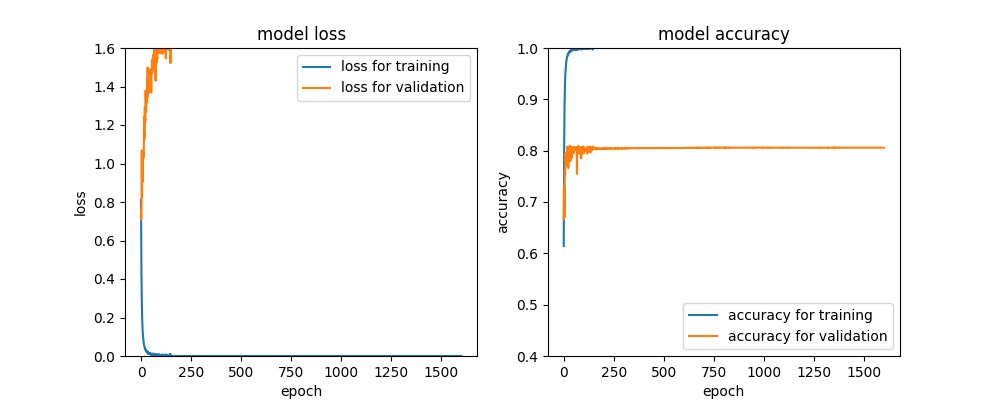 model loss
1.6
1.4
1.2
1.0
0.8
0.6
0.4
0.2
0.0
loss
loss for training
loss for validation
0 250 500 750 1000 1250 1500
epoch
model accuracy
1.0
0.9
0.8
0.7
0.6
0.5
0.4
accuracy
accuracy for training
accuracy for validation
0 250 500 750 1000 1250 1500
epoch